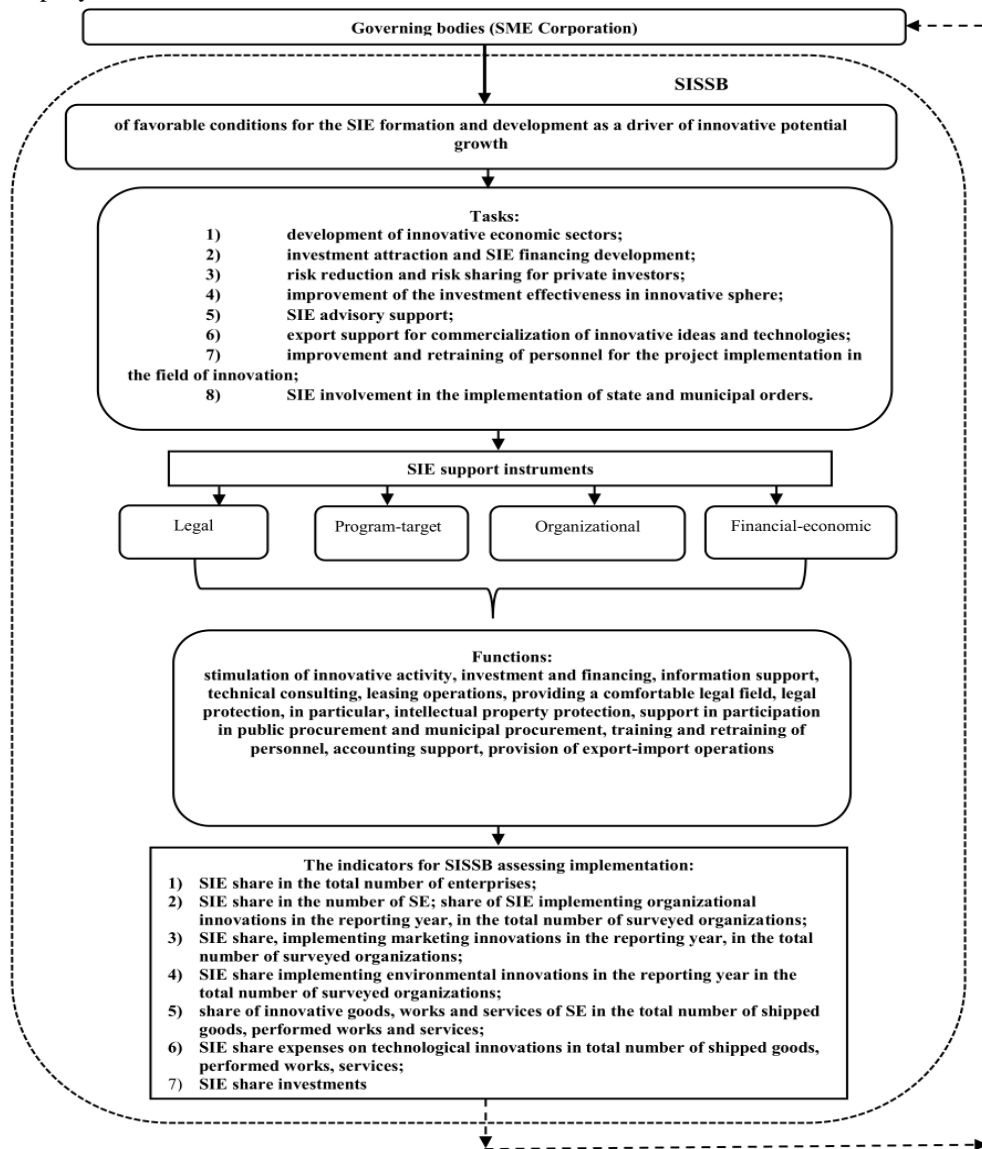 Governing bodies (SME Corporation)
SISSB
of favorable conditions for the SIE formation and development as a driver of innovative potential
growth
Tasks:
1) development of innovative economic sectors;
2) investment attraction and SIE financing development;
3) risk reduction and risk sharing for private investors;
4) improvement of the investment effectiveness in innovative sphere;
5) SIE advisory support;
6) export support for commercialization of innovative ideas and technologies;
7) improvement and retraining of personnel for the project implementation in
the field of innovation;
8) SIE involvement in the implementation of state and municipal orders.
SIE support instruments
Legal
Program-target
Organizational
Financial-economic
Functions:
stimulation of innovative activity, investment and financing, information support,
technical consulting, leasing operations, providing a comfortable legal field, legal
protection, in particular, intellectual property protection, support in participation
in public procurement and municipal procurement, training and retraining of
personnel, accounting support, provision of export-import operations
The indicators for SISSB assessing implementation:
1) SIE share in the total number of enterprises;
2) SIE share in the number of SE; share of SIE implementing organizational
innovations in the reporting year, in the total number of surveyed organizations;
3) SIE share, implementing marketing innovations in the reporting year, in the total
number of surveyed organizations;
4) SIE share implementing environmental innovations in the reporting year in the
total number of surveyed organizations;
5) share of innovative goods, works and services of SE in the total number of shipped
goods, performed works and services;
6) SIE share expenses on technological innovations in total number of shipped goods,
performed works, services;
7) SIE share investments